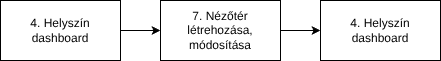 4. Helyszín
dashboard
7. Nézőtér
létrehozása,
módosítása
4. Helyszín
dashboard